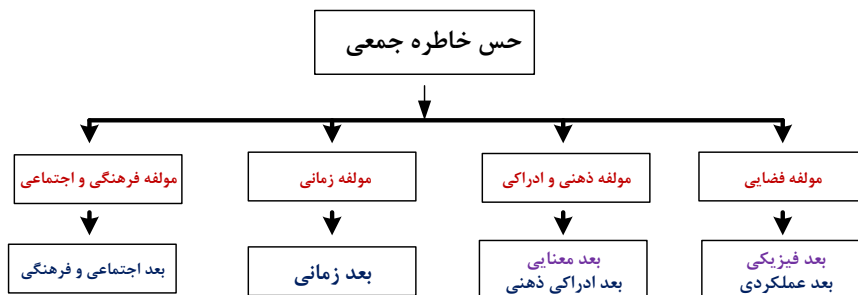 حس خاطره جمعی
مولفه فضایی
مولفه ذهنی و ادراکی
مولفه زمانی
مولفه فرهنگی و اجتماعی
بعد فیزیکی
بعد عملکردی
بعد معنایی
بعد ادراکی ذهنی
بعد زمانی
بعد اجتماعی و فرهنگی